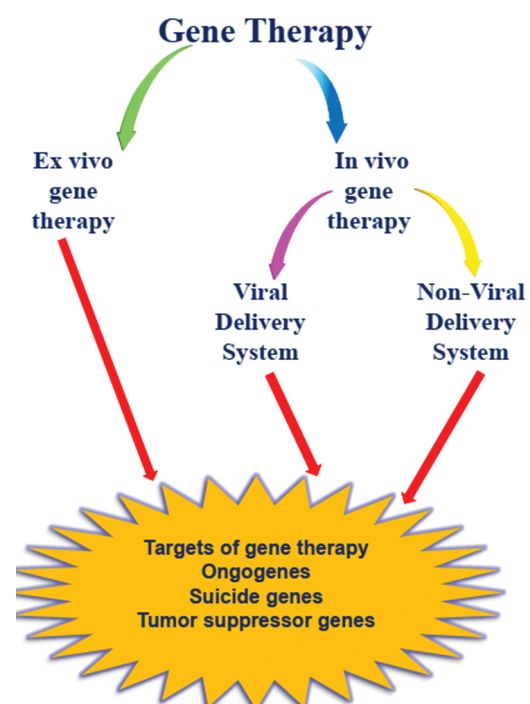 Gene Therapy
Ex vivo
gene
therapy
In vivo
gene
therapy
Viral
Delivery
System
Non-Viral
Delivery
System
Targets of gene therapy
Ongogenes
Suicide genes
Tumor suppressor genes